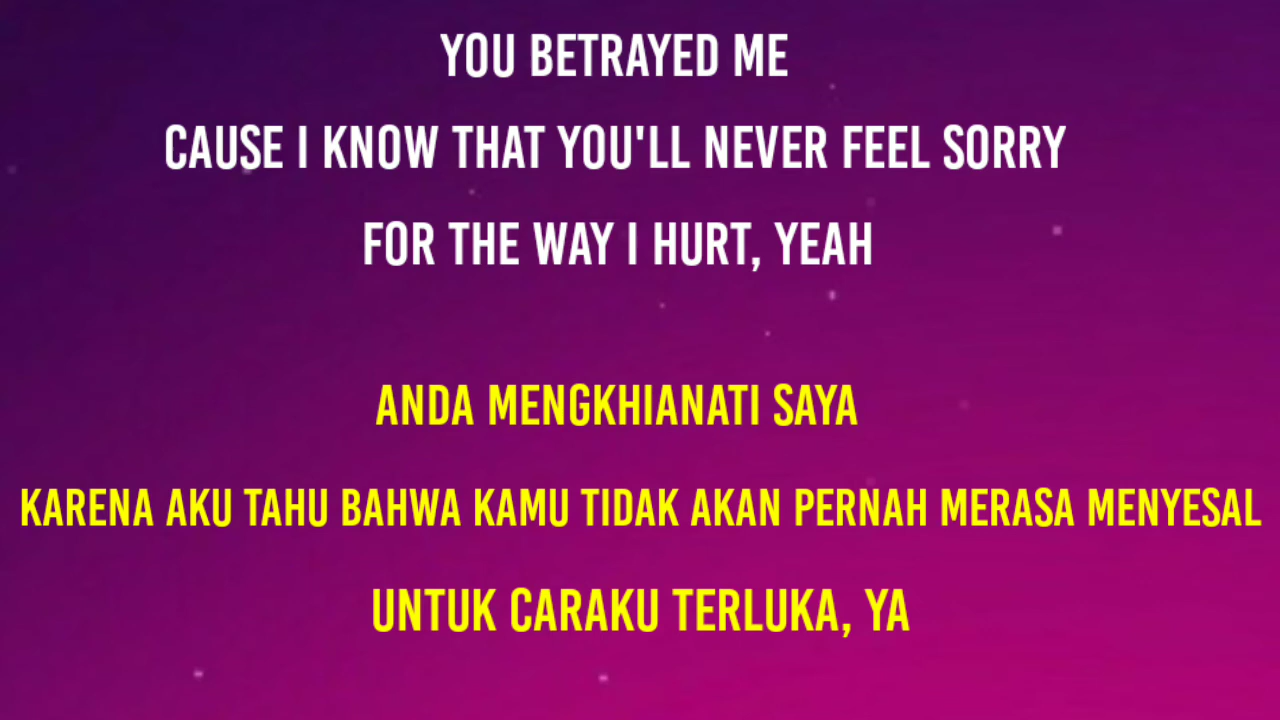 YOU BETRAYED ME
CAUSE I KNOW THAT YOU'LL NEVER FEEL SORRY
FOR THE WAY I HURT, YEAH
ANDA MENGKHIANATI SAYA
KARENA AKU TAHU BAHWA KAMU TIDAK AKAN PERNAH MERASA MENYESAL
UNTUK CARAKU TERLUKA, YA